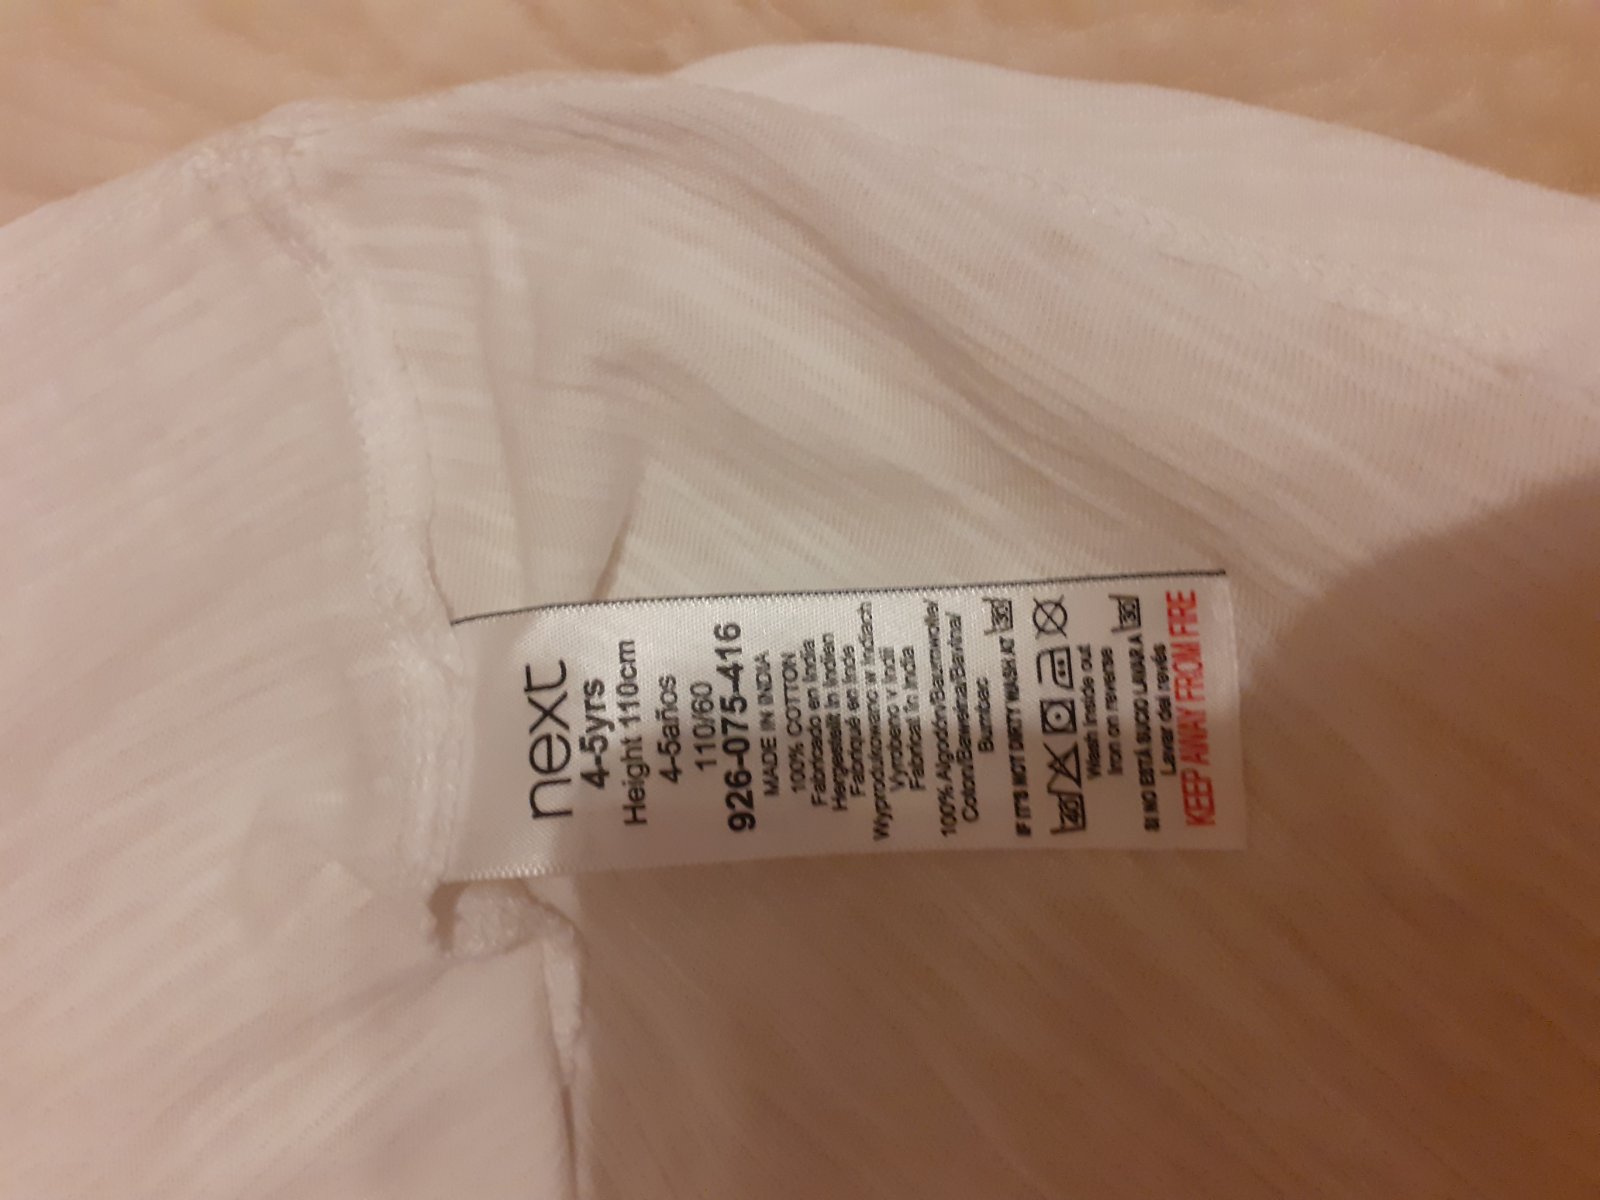 next
4-5yrs
Height 110cm
4-5años
110/60
926-075-416
MADE IN INDIA
100% COTTON
Fabricado en India
Hergestellt in Indien
Fabriqué en Inde
Wyprodukowano w Indiach
Vyrobeno v Indii
Fabricat în India
100% Algodón/Baumwolle/
Coton/Bawełna/Bavlna/
Bumbac
IF IT'S NOT DIRTY WASH AT 30
40
Wash inside out
Iron on reverse
SI NO ESTÁ SUCIO LAVAR A 30
Lavar del revés
KEEP AWAY FROM FIRE